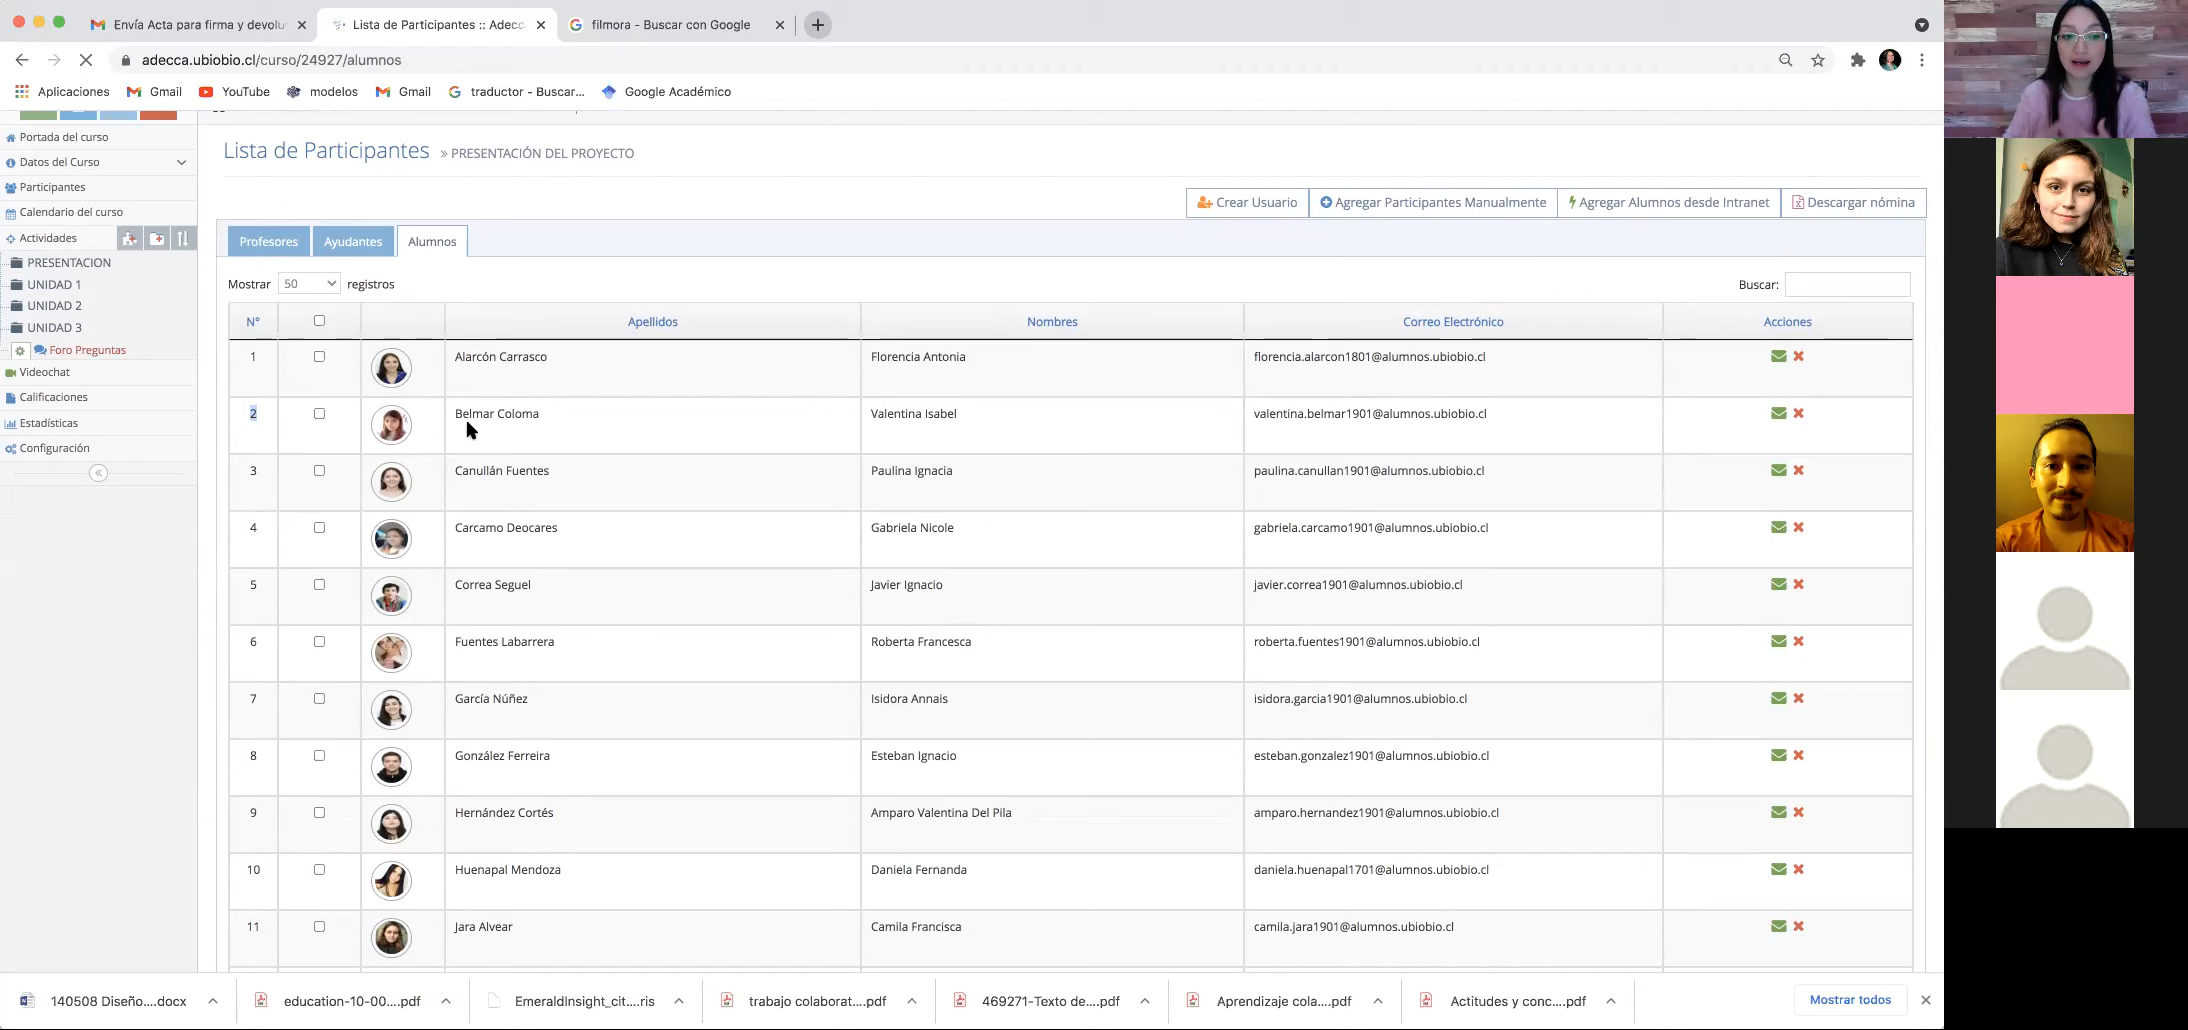 Envía Acta para firma y devolu
Lista de Participantes :: Adecc
filmora - Buscar con Google
adecca.ubiobio.cl/curso/24927/alumnos
Aplicaciones
Gmail
YouTube
modelos
Gmail
traductor - Buscar...
Google Académico
Portada del curso
Datos del Curso
Participantes
Calendario del curso
Actividades
PRESENTACION
UNIDAD 1
UNIDAD 2
UNIDAD 3
Foro Preguntas
Videochat
Calificaciones
Estadísticas
Configuración
Lista de Participantes » PRESENTACIÓN DEL PROYECTO
Crear Usuario
Agregar Participantes Manualmente
Agregar Alumnos desde Intranet
Descargar nómina
Profesores
Ayudantes
Alumnos
Mostrar 50 registros
Buscar:
N° Apellidos Nombres Correo Electrónico Acciones
1 Alarcón Carrasco Florencia Antonia florencia.alarcon1801@alumnos.ubiobio.cl
2 Belmar Coloma Valentina Isabel valentina.belmar1901@alumnos.ubiobio.cl
3 Canullán Fuentes Paulina Ignacia paulina.canullan1901@alumnos.ubiobio.cl
4 Carcamo Deocares Gabriela Nicole gabriela.carcamo1901@alumnos.ubiobio.cl
5 Correa Seguel Javier Ignacio javier.correa1901@alumnos.ubiobio.cl
6 Fuentes Labarrera Roberta Francesca roberta.fuentes1901@alumnos.ubiobio.cl
7 García Núñez Isidora Annais isidora.garcia1901@alumnos.ubiobio.cl
8 González Ferreira Esteban Ignacio esteban.gonzalez1901@alumnos.ubiobio.cl
9 Hernández Cortés Amparo Valentina Del Pila amparo.hernandez1901@alumnos.ubiobio.cl
10 Huenapal Mendoza Daniela Fernanda daniela.huenapal1701@alumnos.ubiobio.cl
11 Jara Alvear Camila Francisca camila.jara1901@alumnos.ubiobio.cl
140508 Diseño....docx
education-10-00....pdf
EmeraldInsight_cit....ris
trabajo colaborat....pdf
469271-Texto de....pdf
Aprendizaje cola....pdf
Actitudes y conc....pdf
Mostrar todos